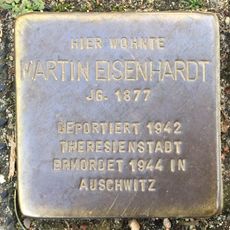 HIER WOHNTE
MARTIN EISENHARDT
JG. 1877
DEPORTIERT 1942
THERESIENSTADT
ERMORDET 1944 IN
AUSCHWITZ